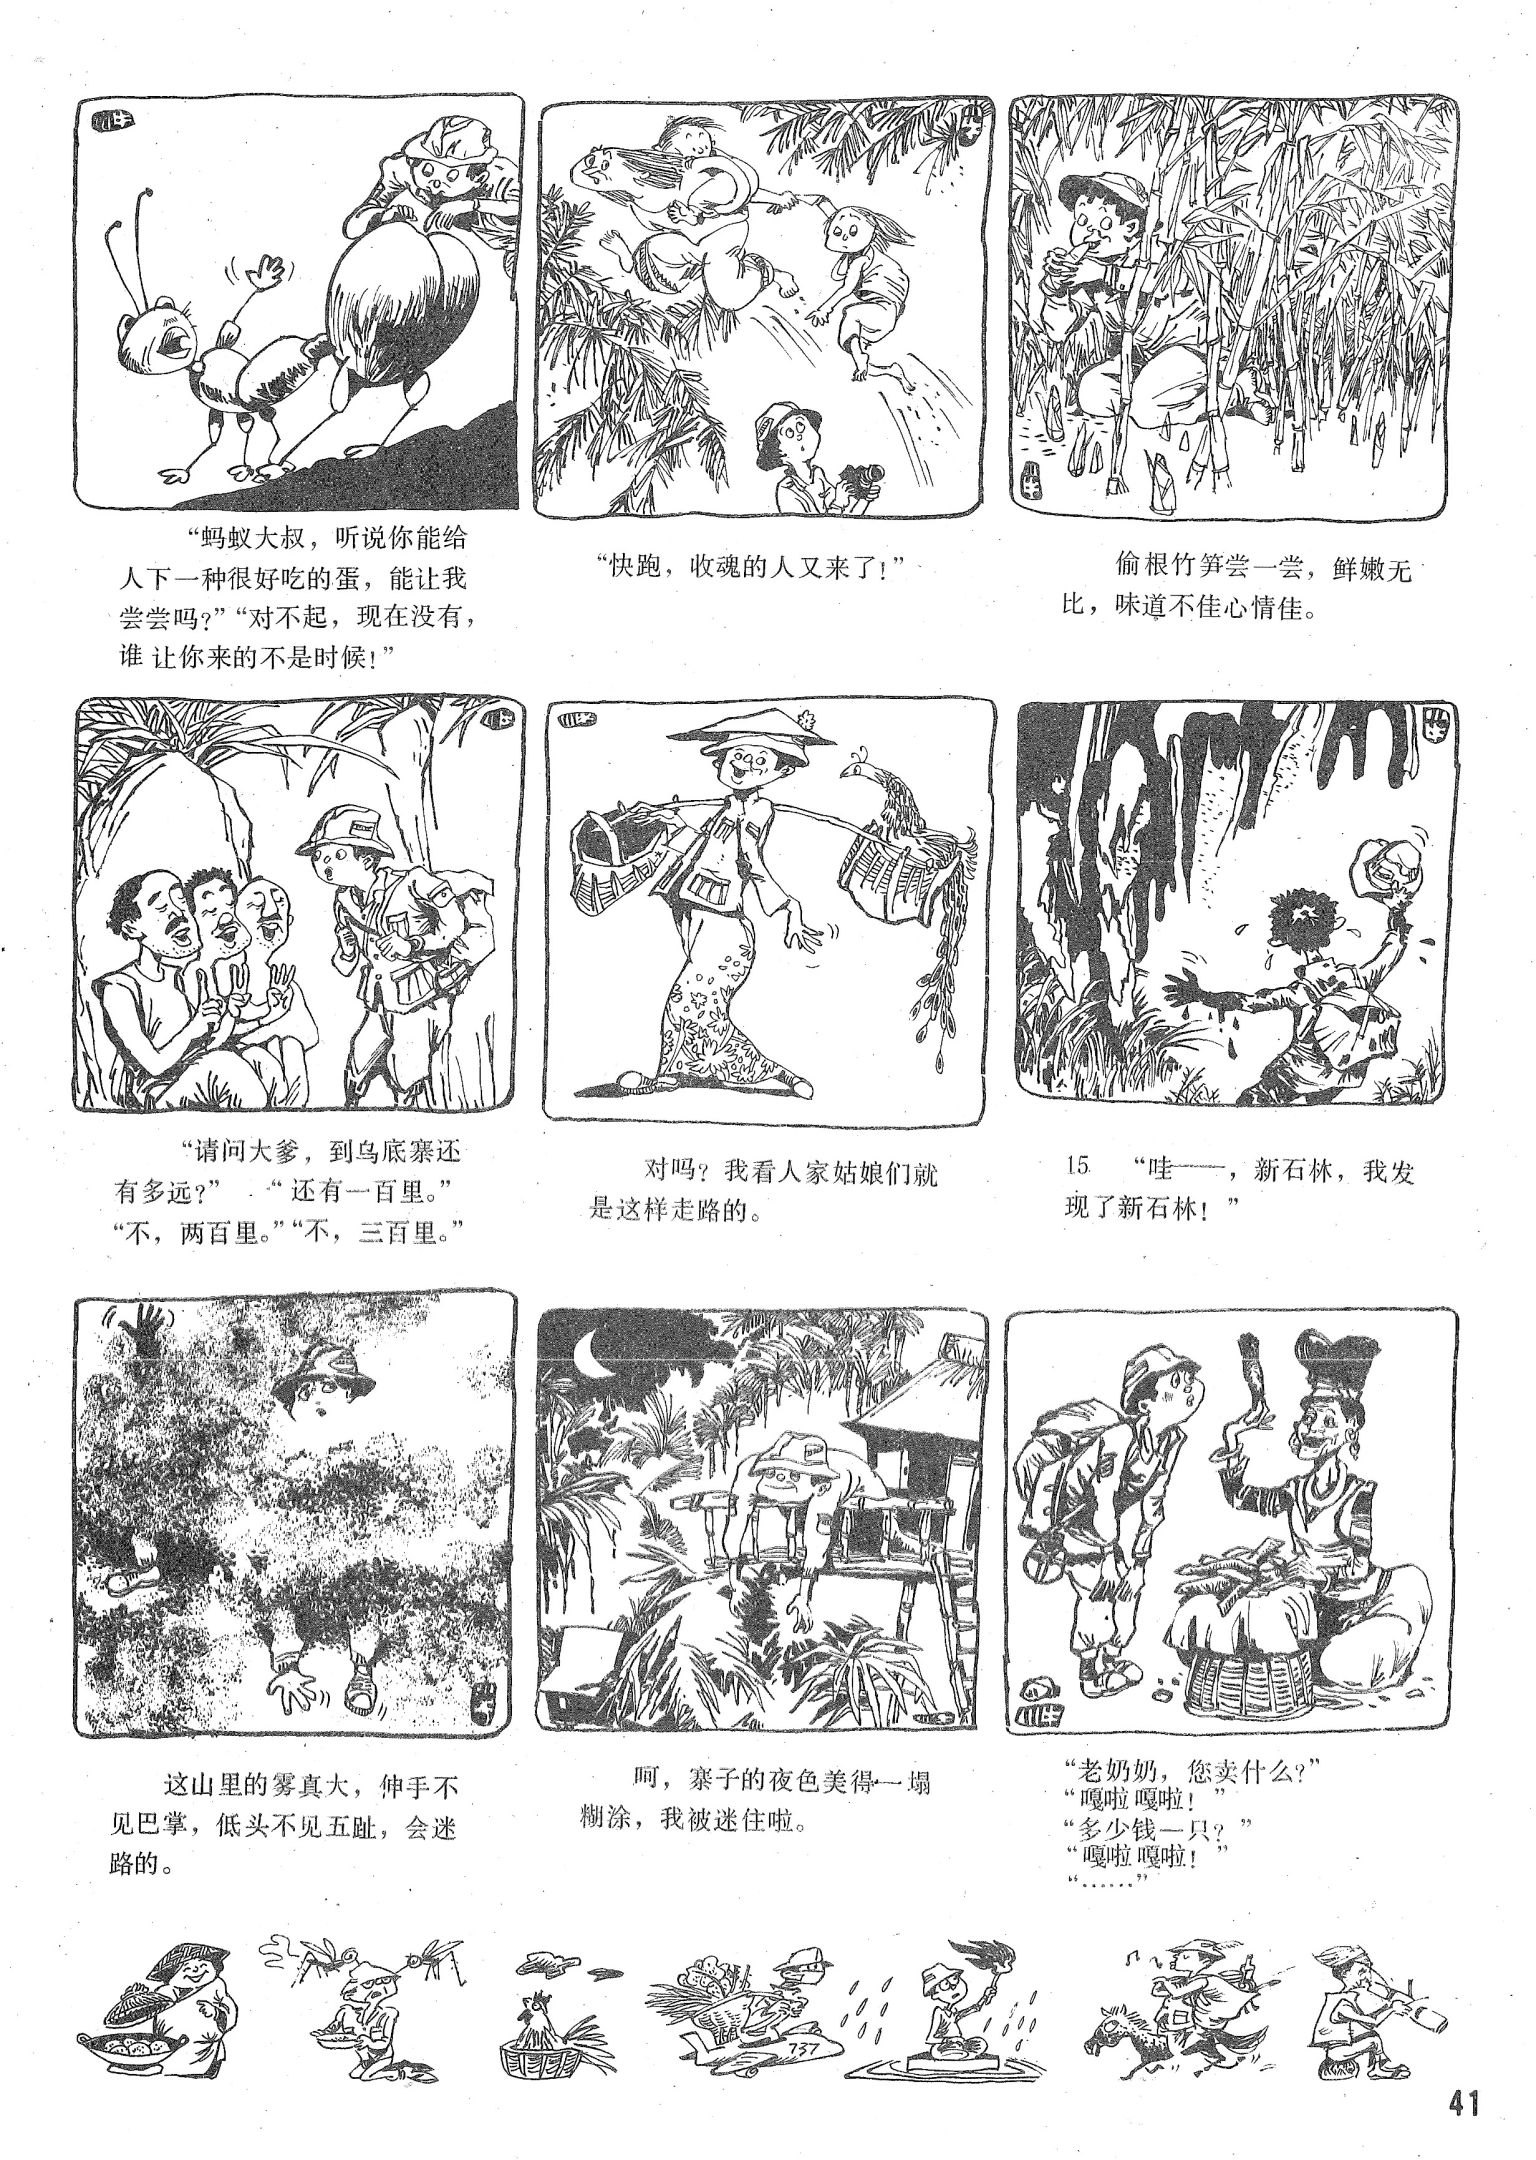 “蚂蚁大叔，听说你能给
人下一种很好吃的蛋，能让我
尝尝吗？”“对不起，现在没有，
谁让你来的不是时候！”
“快跑，收魂的人又来了！”
偷根竹笋尝一尝，鲜嫩无
比，味道不佳心情佳。
“请问大爹，到乌底寨还
有多远？” “还有一百里。”
“不，两百里。”“不，三百里。”
对吗？我看人家姑娘们就
是这样走路的。
15 “哇——，新石林，我发
现了新石林！”
这山里的雾真大，伸手不
见巴掌，低头不见五趾，会迷
路的。
呵，寨子的夜色美得一塌
糊涂，我被迷住啦。
“老奶奶，您卖什么？”
“嘎啦嘎啦！”
“多少钱一只？”
“嘎啦嘎啦！”
“……”
737
41